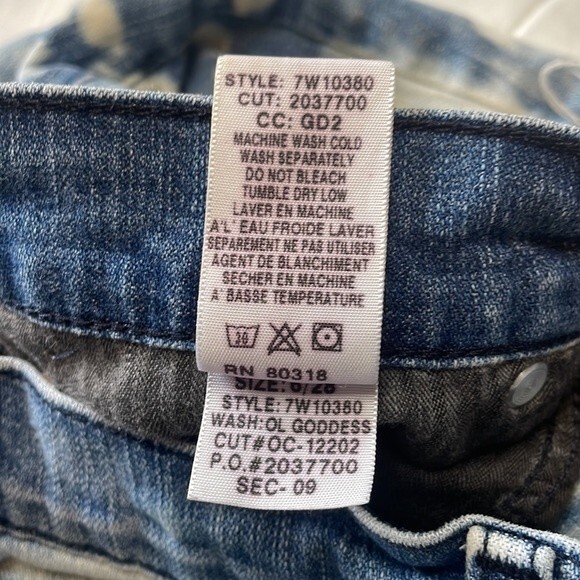 STYLE: 7W10380
CUT: 2037700
CC: GD2
MACHINE WASH COLD
WASH SEPARATELY
DO NOT BLEACH
TUMBLE DRY LOW
LAVER EN MACHINE
A'L' EAU FROIDE LAVER
SEPAREMENT NE PAS UTILISER
AGENT DE BLANCHIMENT
SECHER EN MACHINE
A BASSE TEMPERATURE
30
RN 80318
SIZE: 6/28
STYLE: 7W10380
WASH: OL GODDESS
CUT#OC-12202
P.O.#2037700
SEC- 09